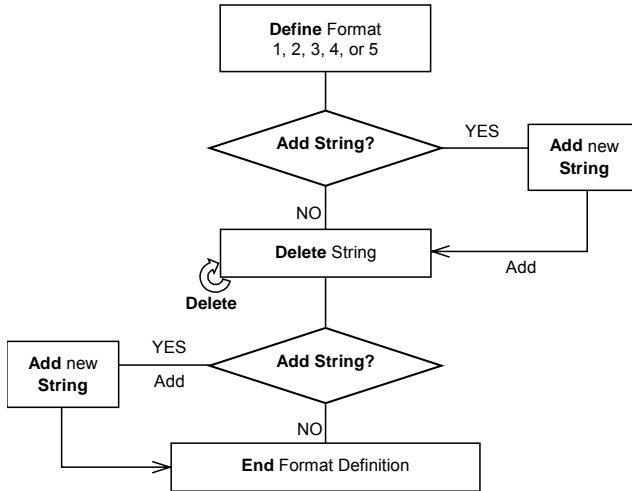 Define Format
1, 2, 3, 4, or 5
Add String?
YES
Add new
String
NO
Delete String
Add
Delete
YES
Add String?
Add new
String
Add
NO
End Format Definition